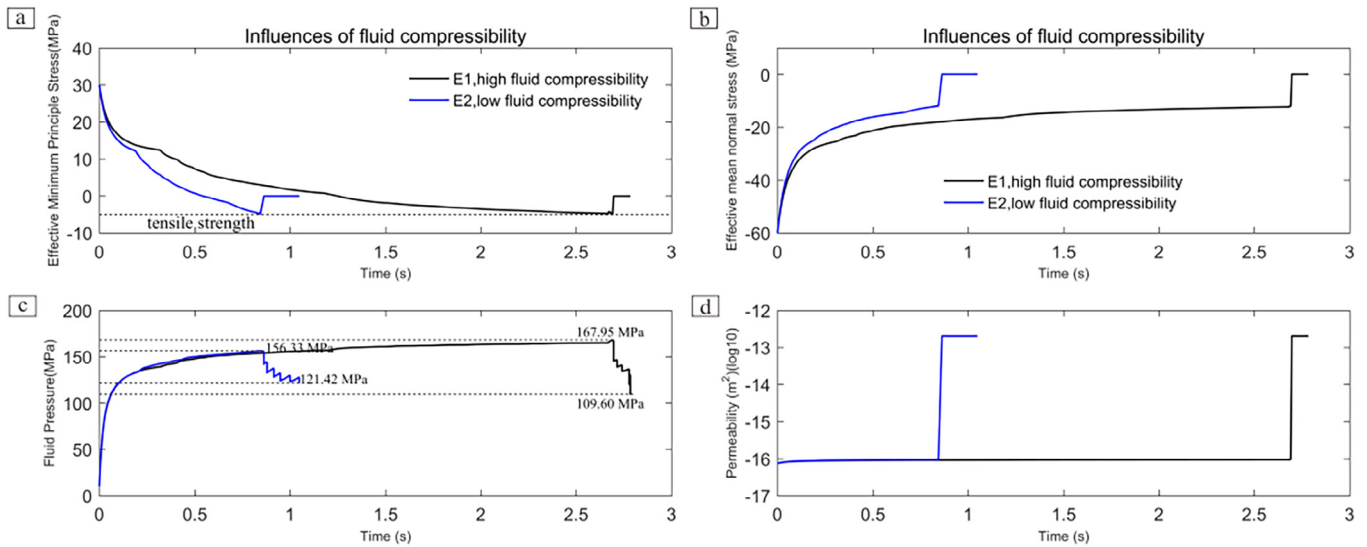 a
Influences of fluid compressibility
Effective Minimum Principle Stress(MPa)
40
30
20
10
0
-10
E1,high fluid compressibility
E2,low fluid compressibility
tensile strength
0 0.5 1 1.5 2 2.5 3
Time (s)
b
Influences of fluid compressibility
Effective mean normal stress (MPa)
0
-20
-40
-60
E1,high fluid compressibility
E2,low fluid compressibility
0 0.5 1 1.5 2 2.5 3
Time (s)
c
Fluid Pressure(MPa)
200
150
100
50
0
167.95 MPa
156.33 MPa
121.42 MPa
109.60 MPa
0 0.5 1 1.5 2 2.5 3
Time (s)
d
Permeability (m²)(log10)
-12
-13
-14
-15
-16
-17
0 0.5 1 1.5 2 2.5 3
Time (s)